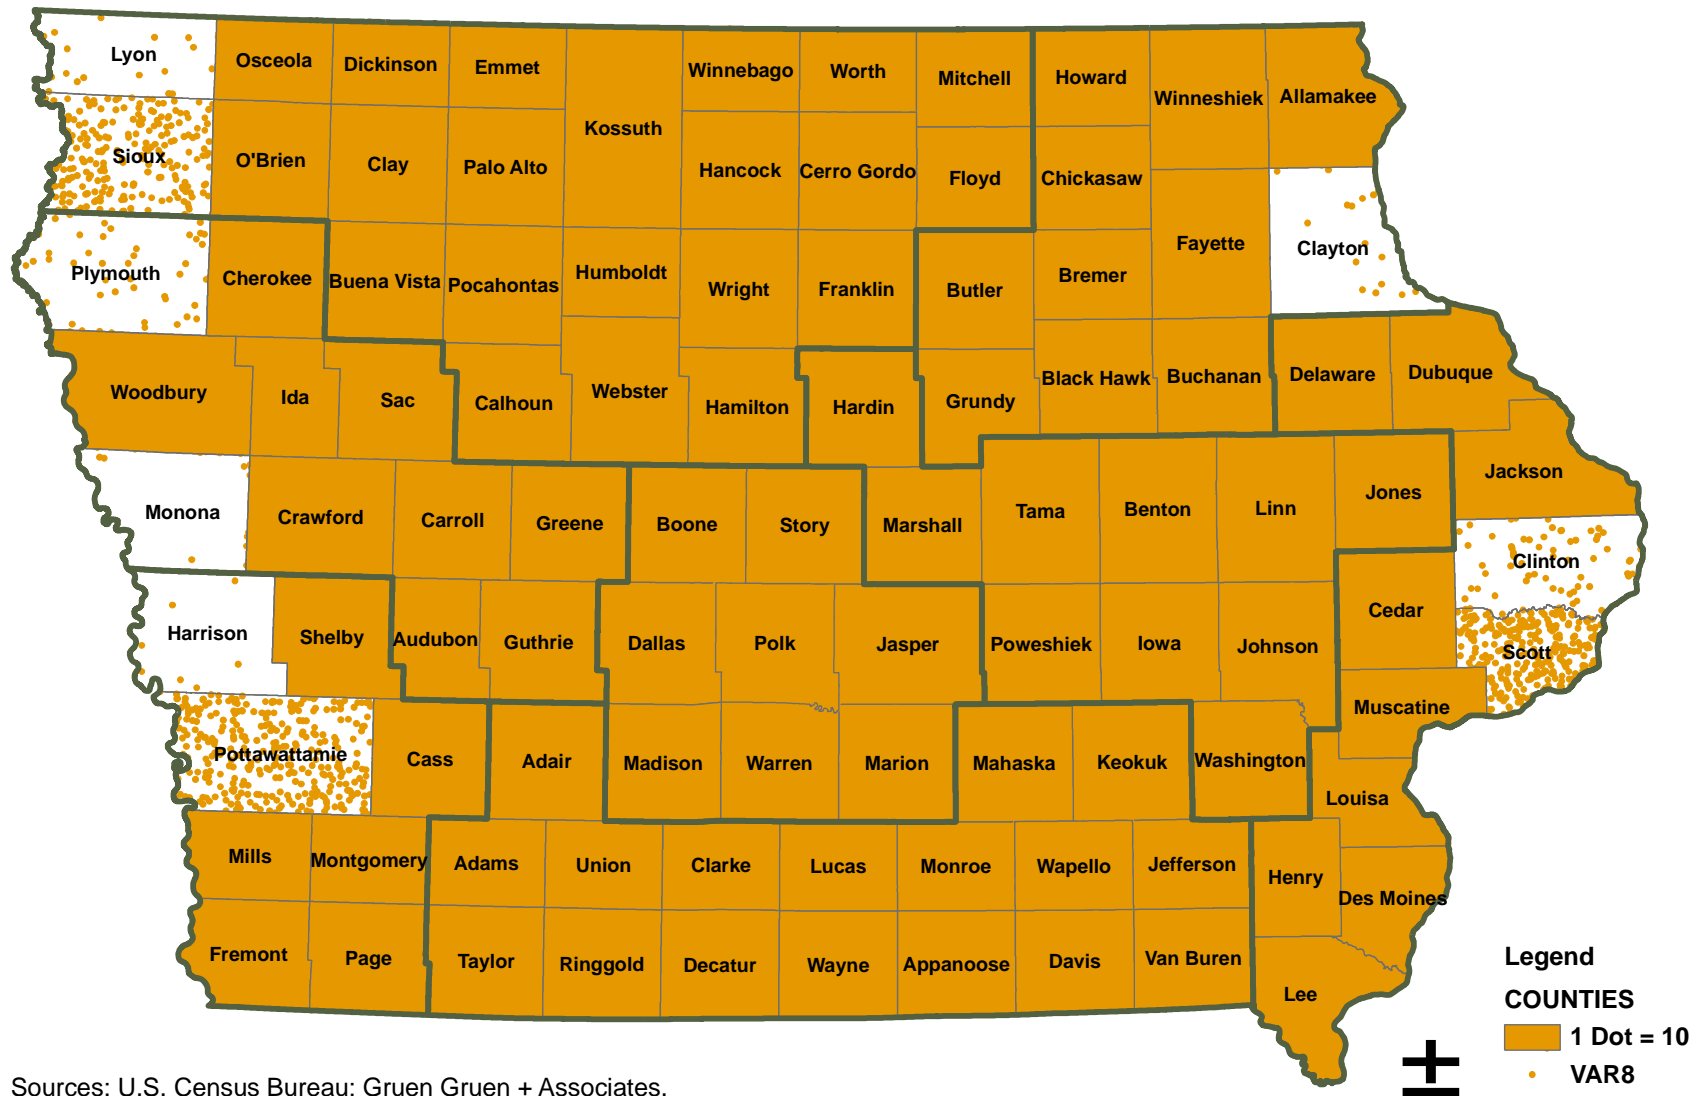 Lyon
Osceola
Dickinson
Emmet
Kossuth
Winnebago
Worth
Mitchell
Howard
Winneshiek
Allamakee
Sioux
O'Brien
Clay
Palo Alto
Hancock
Cerro Gordo
Floyd
Chickasaw
Fayette
Clayton
Plymouth
Cherokee
Buena Vista
Pocahontas
Humboldt
Wright
Franklin
Butler
Bremer
Woodbury
Ida
Sac
Calhoun
Webster
Hamilton
Hardin
Grundy
Black Hawk
Buchanan
Delaware
Dubuque
Monona
Crawford
Carroll
Greene
Boone
Story
Marshall
Tama
Benton
Linn
Jones
Jackson
Clinton
Harrison
Shelby
Audubon
Guthrie
Dallas
Polk
Jasper
Poweshiek
Iowa
Johnson
Cedar
Scott
Muscatine
Pottawattamie
Cass
Adair
Madison
Warren
Marion
Mahaska
Keokuk
Washington
Louisa
Mills
Montgomery
Adams
Union
Clarke
Lucas
Monroe
Wapello
Jefferson
Henry
Des Moines
Fremont
Page
Taylor
Ringgold
Decatur
Wayne
Appanoose
Davis
Van Buren
Lee
Legend
COUNTIES
1 Dot = 10
VAR8
Sources: U.S. Census Bureau; Gruen Gruen + Associates.